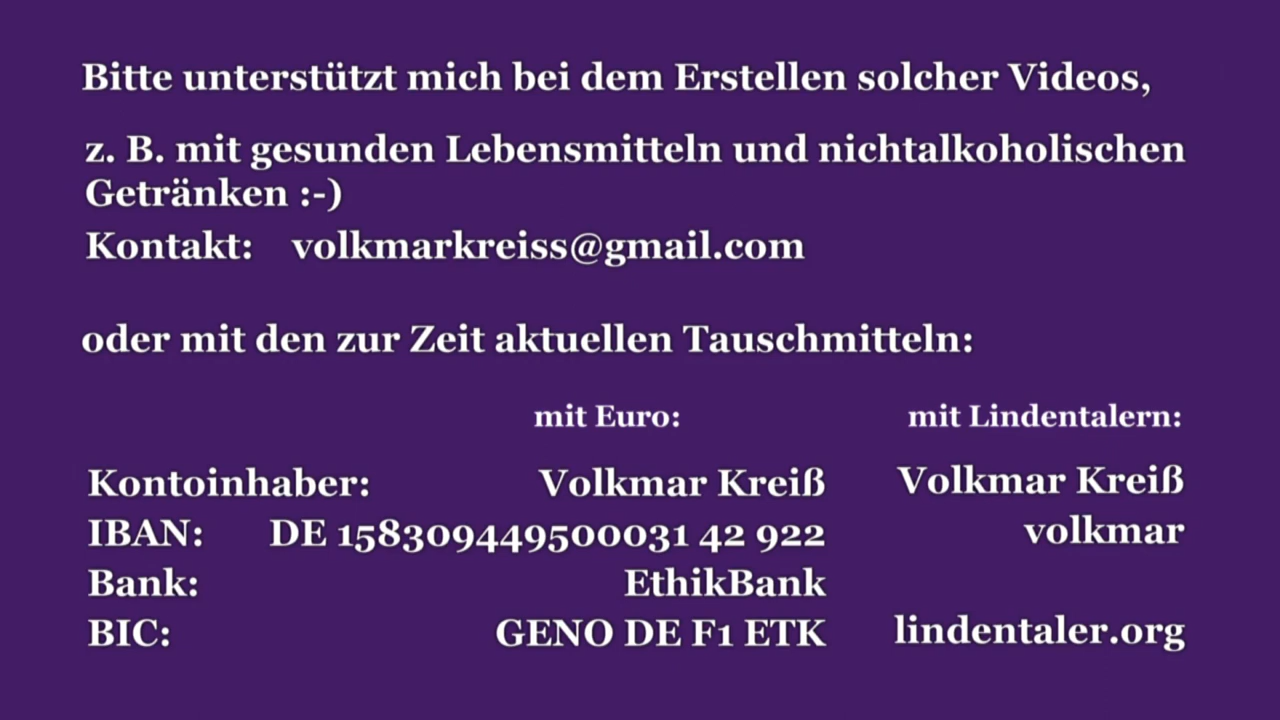 Bitte unterstützt mich bei dem Erstellen solcher Videos,
z. B. mit gesunden Lebensmitteln und nichtalkoholischen
Getränken :-)
Kontakt: volkmarkreiss@gmail.com
oder mit den zur Zeit aktuellen Tauschmitteln:
mit Euro: mit Lindentalern:
Kontoinhaber: Volkmar Kreiß Volkmar Kreiß
IBAN: DE 158309449500031 42 922 volkmar
Bank: EthikBank
BIC: GENO DE F1 ETK lindentaler.org